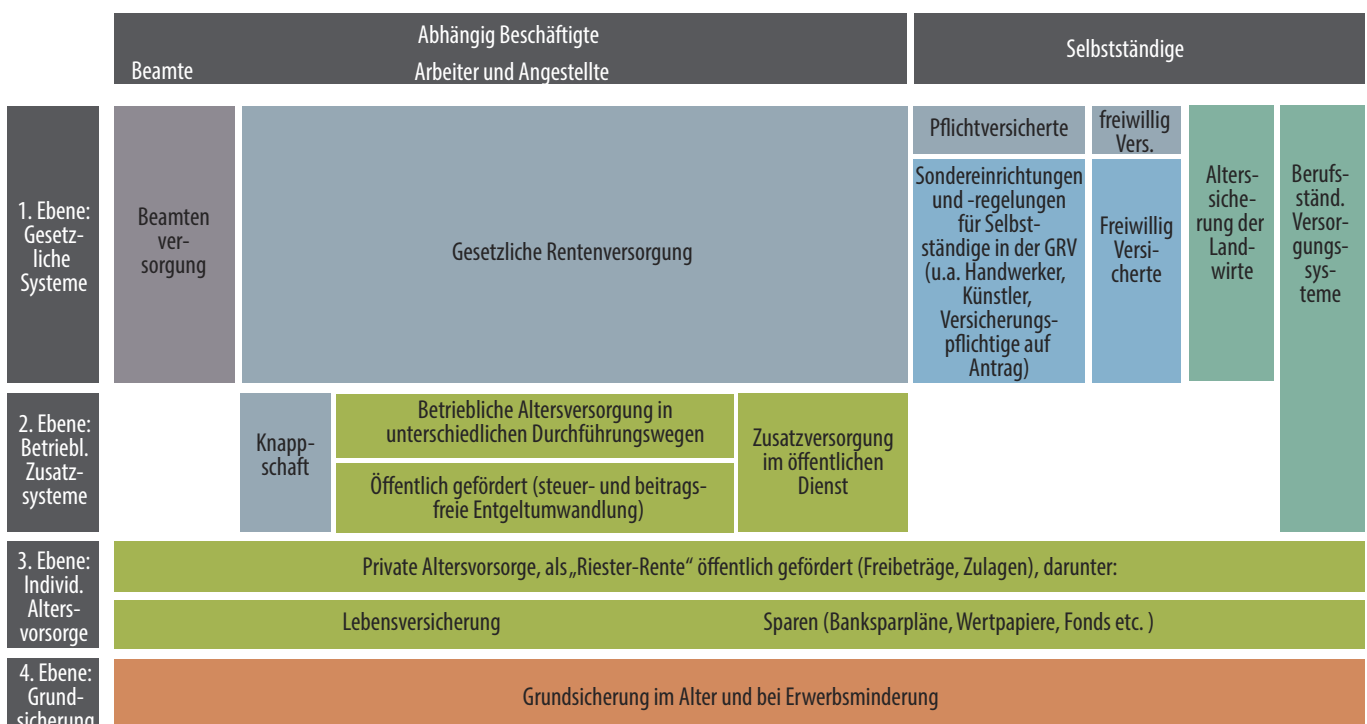 Abhängig Beschäftigte
Selbstständige
Beamte
Arbeiter und Angestellte
1. Ebene:
Gesetz-
liche
Systeme
Beamten
ver-
sorgung
Gesetzliche Rentenversorgung
Pflichtversicherte
Sondereinrichtungen
und -regelungen
für Selbst-
ständige in der GRV
(u.a. Handwerker,
Künstler,
Versicherungs-
pflichtige auf
Antrag)
freiwillig
Vers.
Freiwillig
Versi-
cherte
Alters-
siche-
rung der
Land-
wirte
Berufs-
ständ.
Versor-
gungs-
sys-
teme
2. Ebene:
Betriebl.
Zusatz-
systeme
Knapp-
schaft
Betriebliche Altersversorgung in
unterschiedlichen Durchführungswegen
Öffentlich gefördert (steuer- und beitrags-
freie Entgeltumwandlung)
Zusatzversorgung
im öffentlichen
Dienst
3. Ebene:
Individ.
Alters-
vorsorge
Private Altersvorsorge, als „Riester-Rente“ öffentlich gefördert (Freibeträge, Zulagen), darunter:
Lebensversicherung
Sparen (Banksparpläne, Wertpapiere, Fonds etc. )
4. Ebene:
Grund-
sicherung
Grundsicherung im Alter und bei Erwerbsminderung